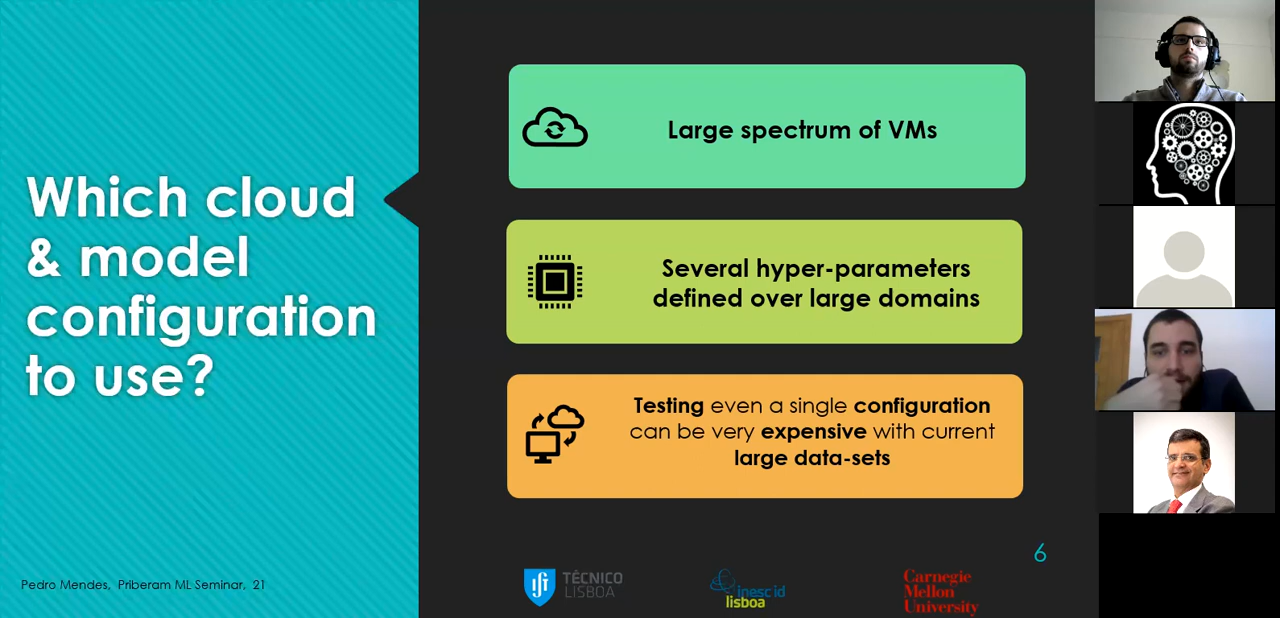 Which cloud
& model
configuration
to use?
Large spectrum of VMs
Several hyper-parameters
defined over large domains
Testing even a single configuration
can be very expensive with current
large data-sets
6
Pedro Mendes, Priberam ML Seminar, 21
TÉCNICO
LISBOA
inesc id
lisboa
Carnegie
Mellon
University